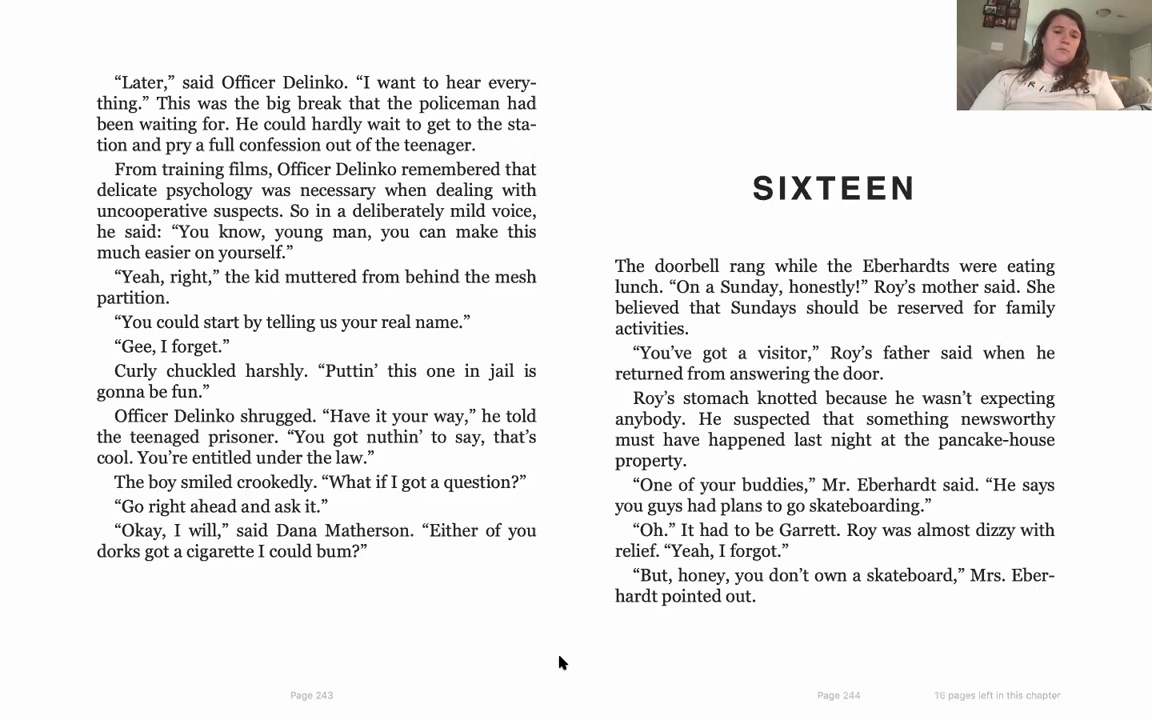 “Later,” said Officer Delinko. “I want to hear every-
thing.” This was the big break that the policeman had
been waiting for. He could hardly wait to get to the sta-
tion and pry a full confession out of the teenager.
From training films, Officer Delinko remembered that
delicate psychology was necessary when dealing with
uncooperative suspects. So in a deliberately mild voice,
he said: “You know, young man, you can make this
much easier on yourself.”
“Yeah, right,” the kid muttered from behind the mesh
partition.
“You could start by telling us your real name.”
“Gee, I forget.”
Curly chuckled harshly. “Puttin’ this one in jail is
gonna be fun.”
Officer Delinko shrugged. “Have it your way,” he told
the teenaged prisoner. “You got nuthin’ to say, that’s
cool. You’re entitled under the law.”
The boy smiled crookedly. “What if I got a question?”
“Go right ahead and ask it.”
“Okay, I will,” said Dana Matherson. “Either of you
dorks got a cigarette I could bum?”
Page 243
SIXTEEN
The doorbell rang while the Eberhardts were eating
lunch. “On a Sunday, honestly!” Roy’s mother said. She
believed that Sundays should be reserved for family
activities.
“You’ve got a visitor,” Roy’s father said when he
returned from answering the door.
Roy’s stomach knotted because he wasn’t expecting
anybody. He suspected that something newsworthy
must have happened last night at the pancake-house
property.
“One of your buddies,” Mr. Eberhardt said. “He says
you guys had plans to go skateboarding.”
“Oh.” It had to be Garrett. Roy was almost dizzy with
relief. “Yeah, I forgot.”
“But, honey, you don’t own a skateboard,” Mrs. Eber-
hardt pointed out.
Page 244
16 pages left in this chapter